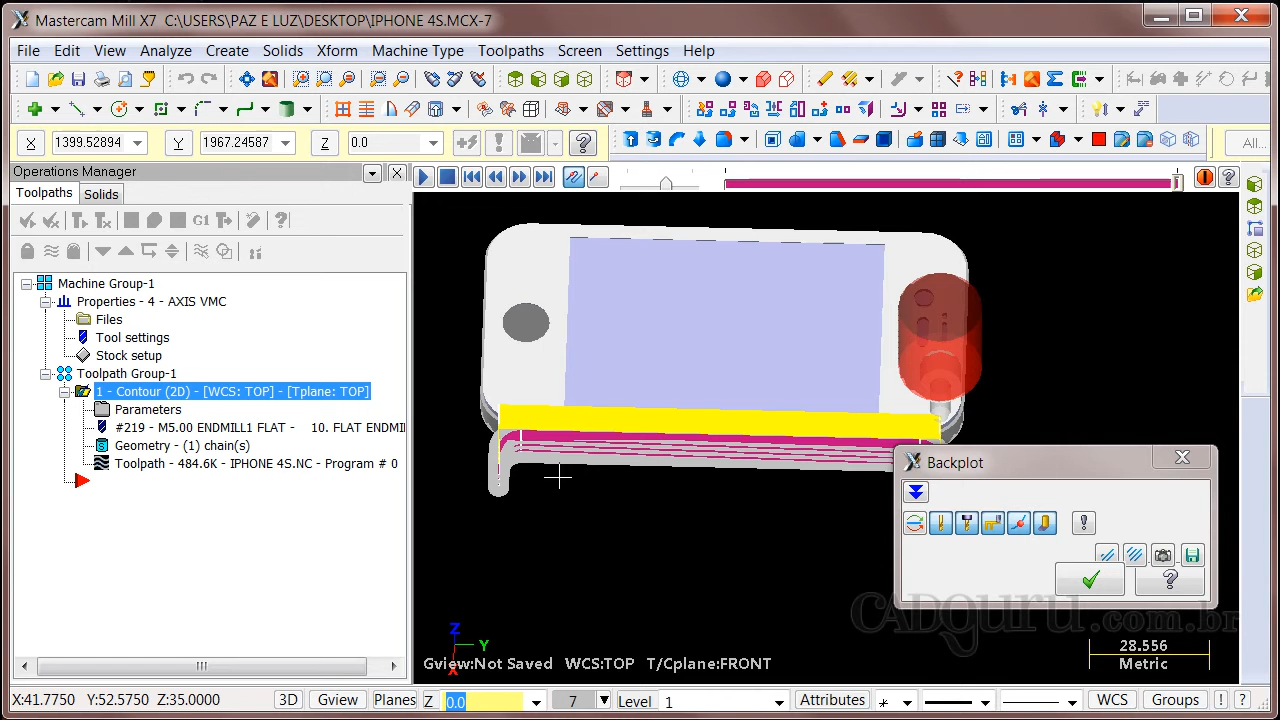 Mastercam Mill X7 C:\USERS\PAZ E LUZ\DESKTOP\IPHONE 4S.MCX-7
File Edit View Analyze Create Solids Xform Machine Type Toolpaths Screen Settings Help
X 1399.52894 Y 1967.24587 Z 0.0 All...
Operations Manager
Toolpaths Solids
G1
Machine Group-1
Properties - 4 - AXIS VMC
Files
Tool settings
Stock setup
Toolpath Group-1
1 - Contour (2D) - [WCS: TOP] - [Tplane: TOP]
Parameters
#219 - M5.00 ENDMILL1 FLAT - 10. FLAT ENDMI
Geometry - (1) chain(s)
Toolpath - 484.6K - IPHONE 4S.NC - Program # 0
Backplot
CADguru.com.br
Z
Y
X
28.556
Metric
Gview:Not Saved WCS:TOP T/Cplane:FRONT
X:41.7750 Y:52.5750 Z:35.0000 3D Gview Planes Z 0.0 7 Level 1 Attributes WCS Groups ! ?